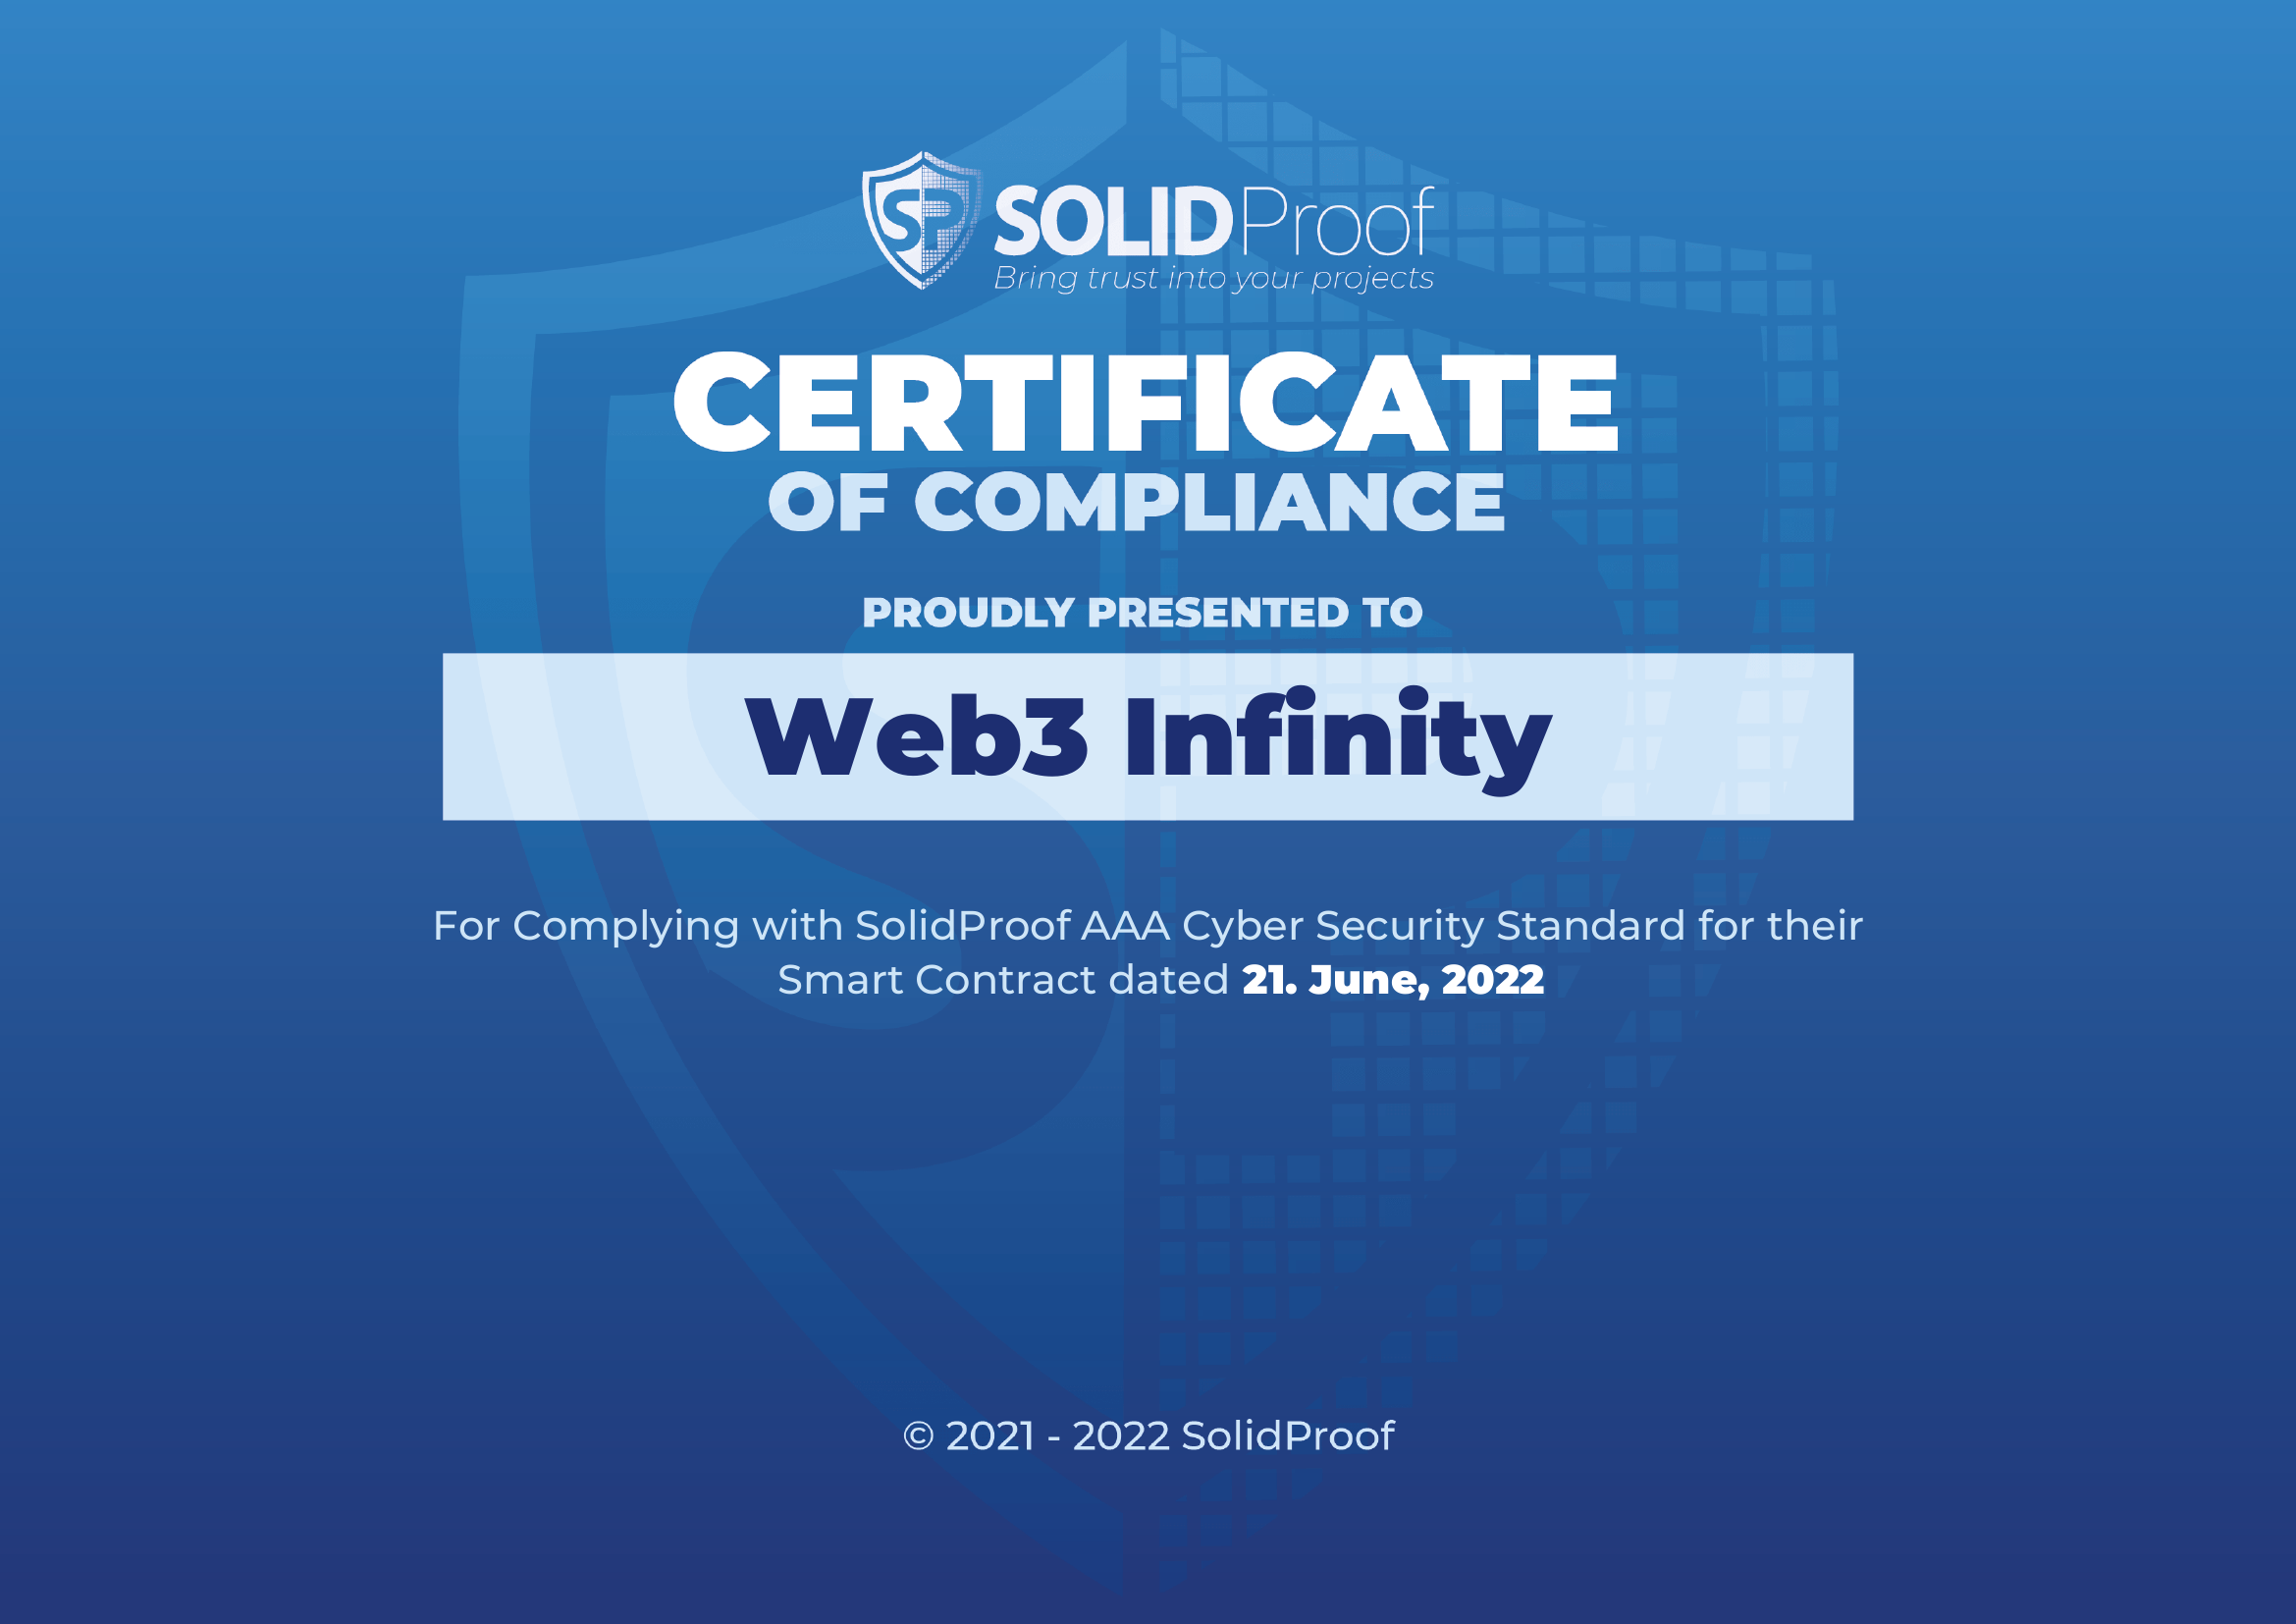 SP SOLIDProof
Bring trust into your projects
CERTIFICATE
OF COMPLIANCE
PROUDLY PRESENTED TO
Web3 Infinity
For Complying with SolidProof AAA Cyber Security Standard for their
Smart Contract dated 21. June, 2022
© 2021 - 2022 SolidProof